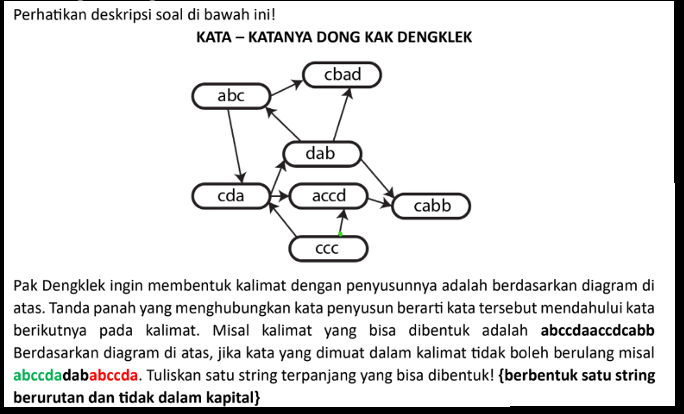 Perhatikan deskripsi soal di bawah ini!
KATA – KATANYA DONG KAK DENGKLEK
cbad
abc
dab
cda
accd
cabb
ccc
Pak Dengklek ingin membentuk kalimat dengan penyusunnya adalah berdasarkan diagram di
atas. Tanda panah yang menghubungkan kata penyusun berarti kata tersebut mendahului kata
berikutnya pada kalimat. Misal kalimat yang bisa dibentuk adalah abccdaaccdcabb
Berdasarkan diagram di atas, jika kata yang dimuat dalam kalimat tidak boleh berulang misal
abccdadababccda. Tuliskan satu string terpanjang yang bisa dibentuk! {berbentuk satu string
berurutan dan tidak dalam kapital}